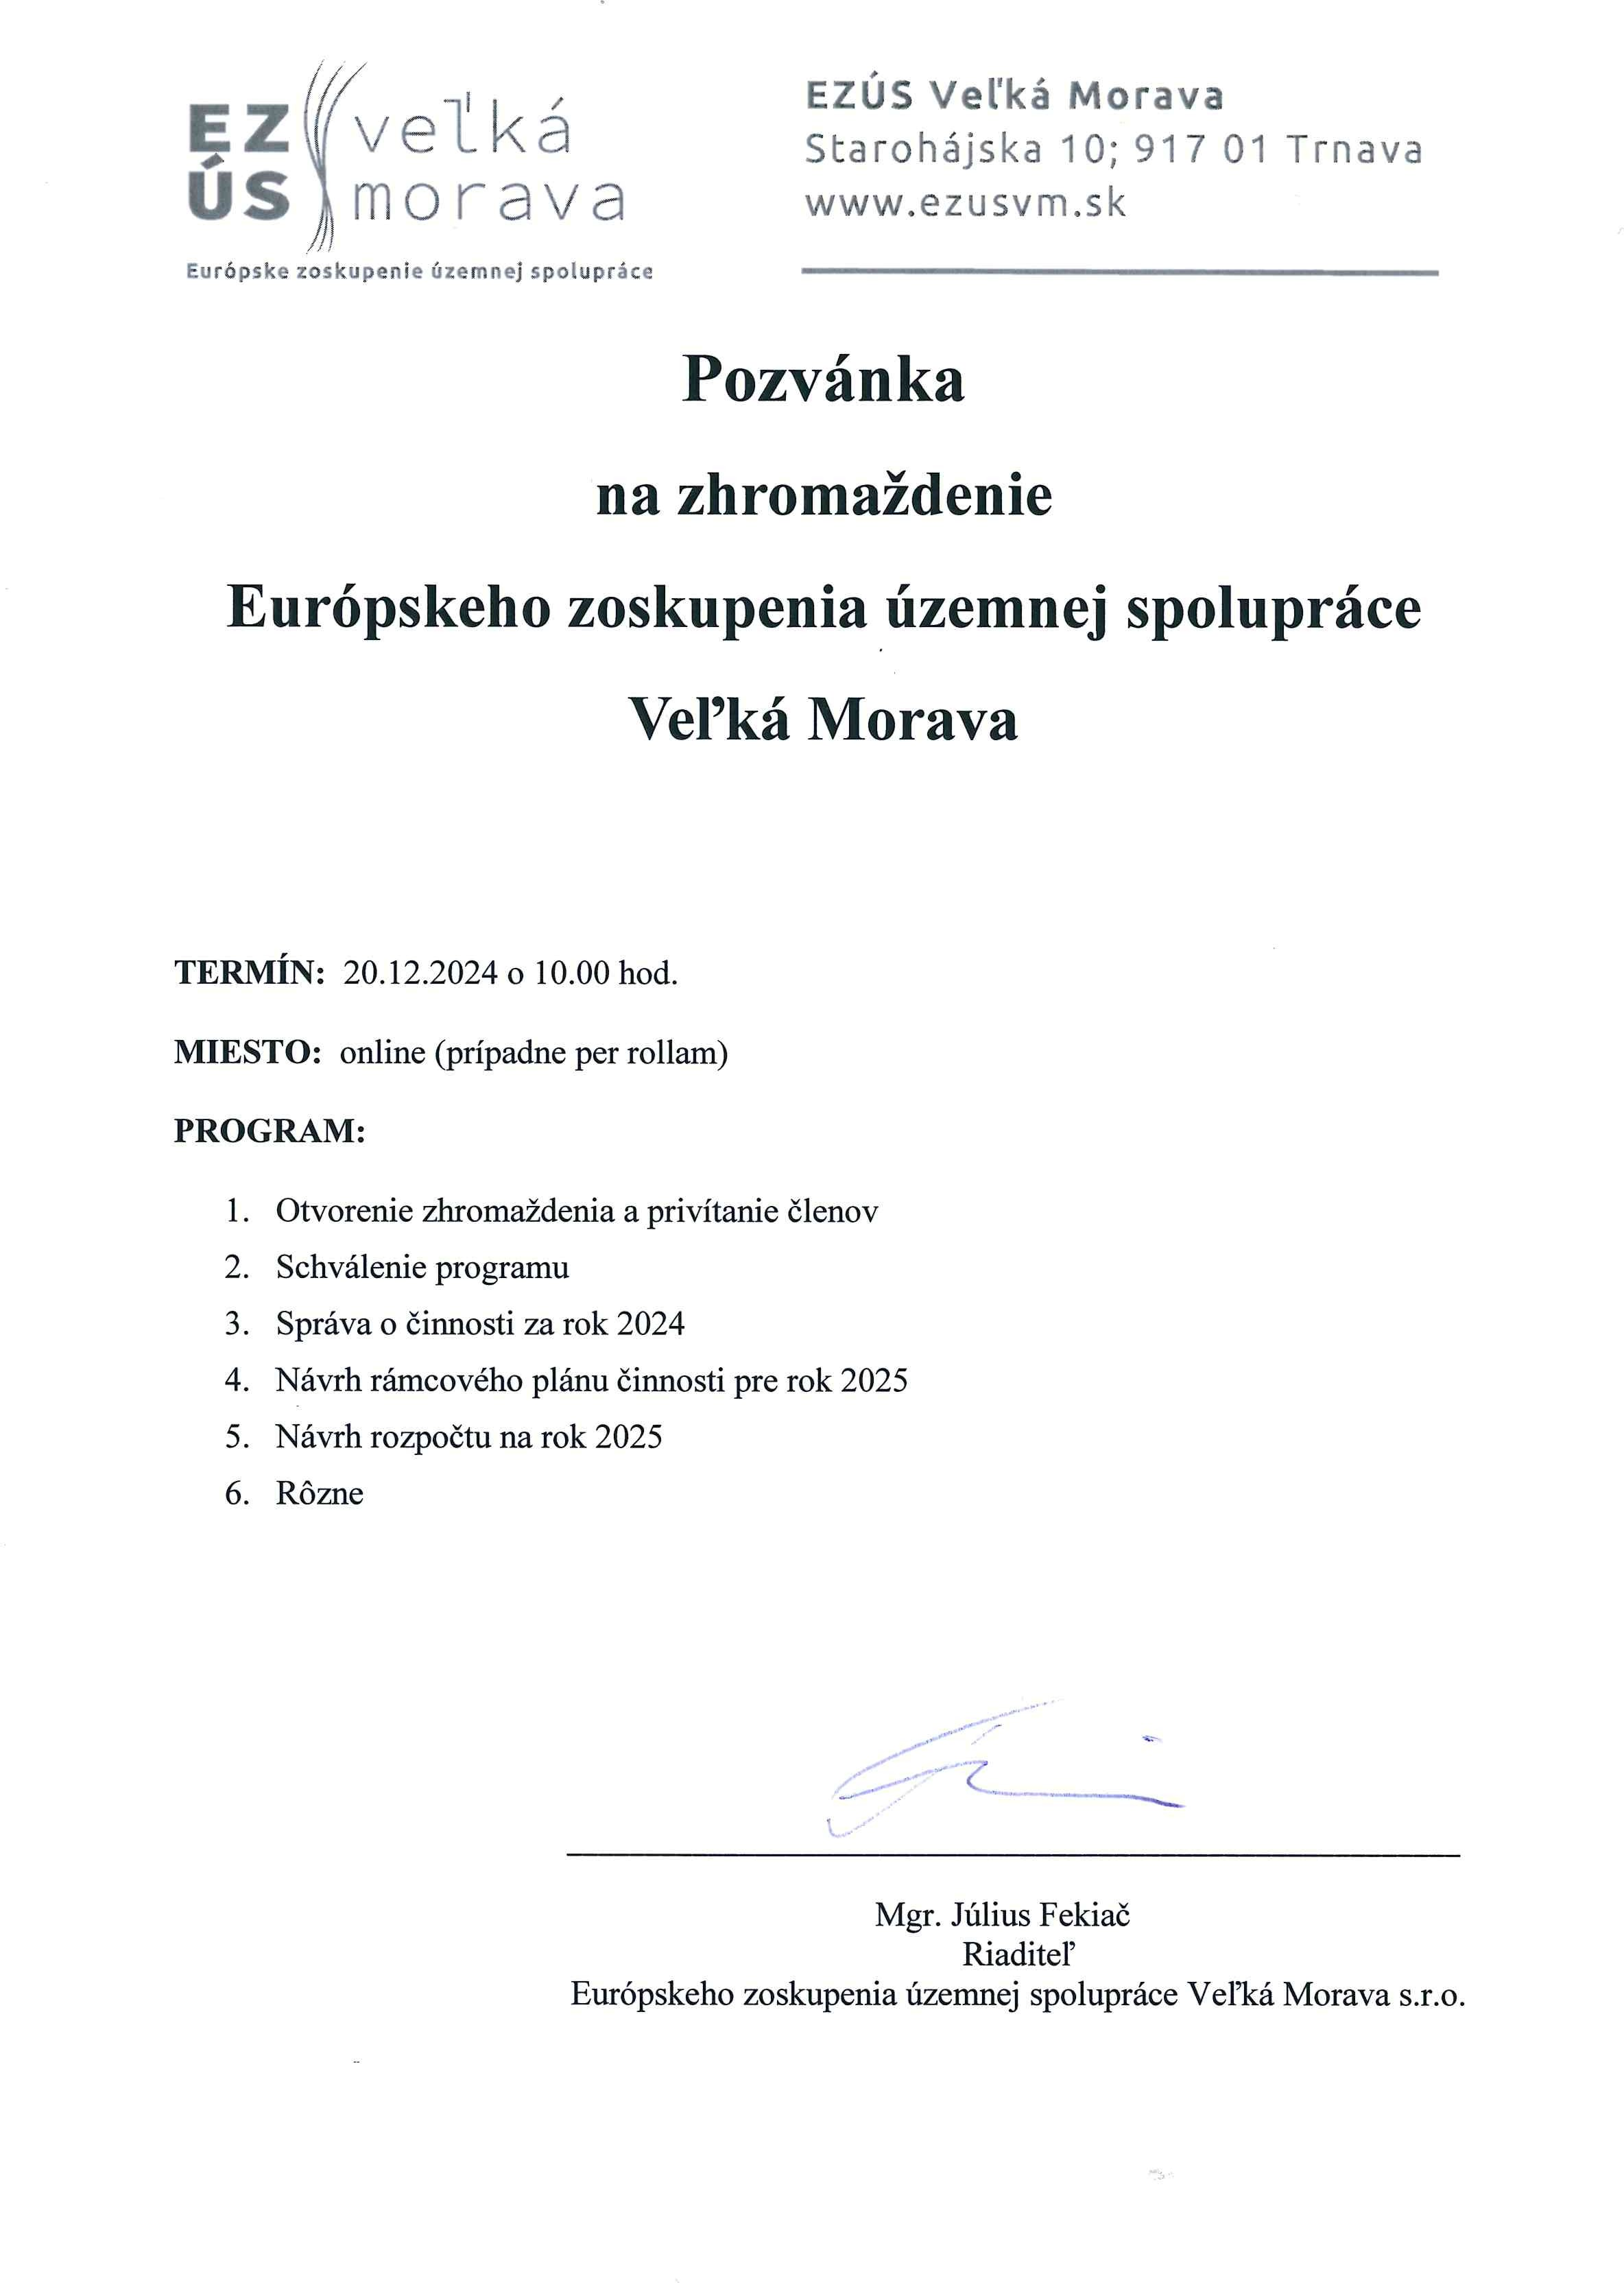 EZ ÚS veľká morava
Európske zoskupenie územnej spolupráce
EZÚS Veľká Morava
Starohájska 10; 917 01 Trnava
www.ezusvm.sk
Pozvánka
na zhromaždenie
Európskeho zoskupenia územnej spolupráce
Veľká Morava
TERMÍN: 20.12.2024 o 10.00 hod.
MIESTO: online (prípadne per rollam)
PROGRAM:
1. Otvorenie zhromaždenia a privítanie členov
2. Schválenie programu
3. Správa o činnosti za rok 2024
4. Návrh rámcového plánu činnosti pre rok 2025
5. Návrh rozpočtu na rok 2025
6. Rôzne
Mgr. Július Fekiač
Riaditeľ
Európskeho zoskupenia územnej spolupráce Veľká Morava s.r.o.